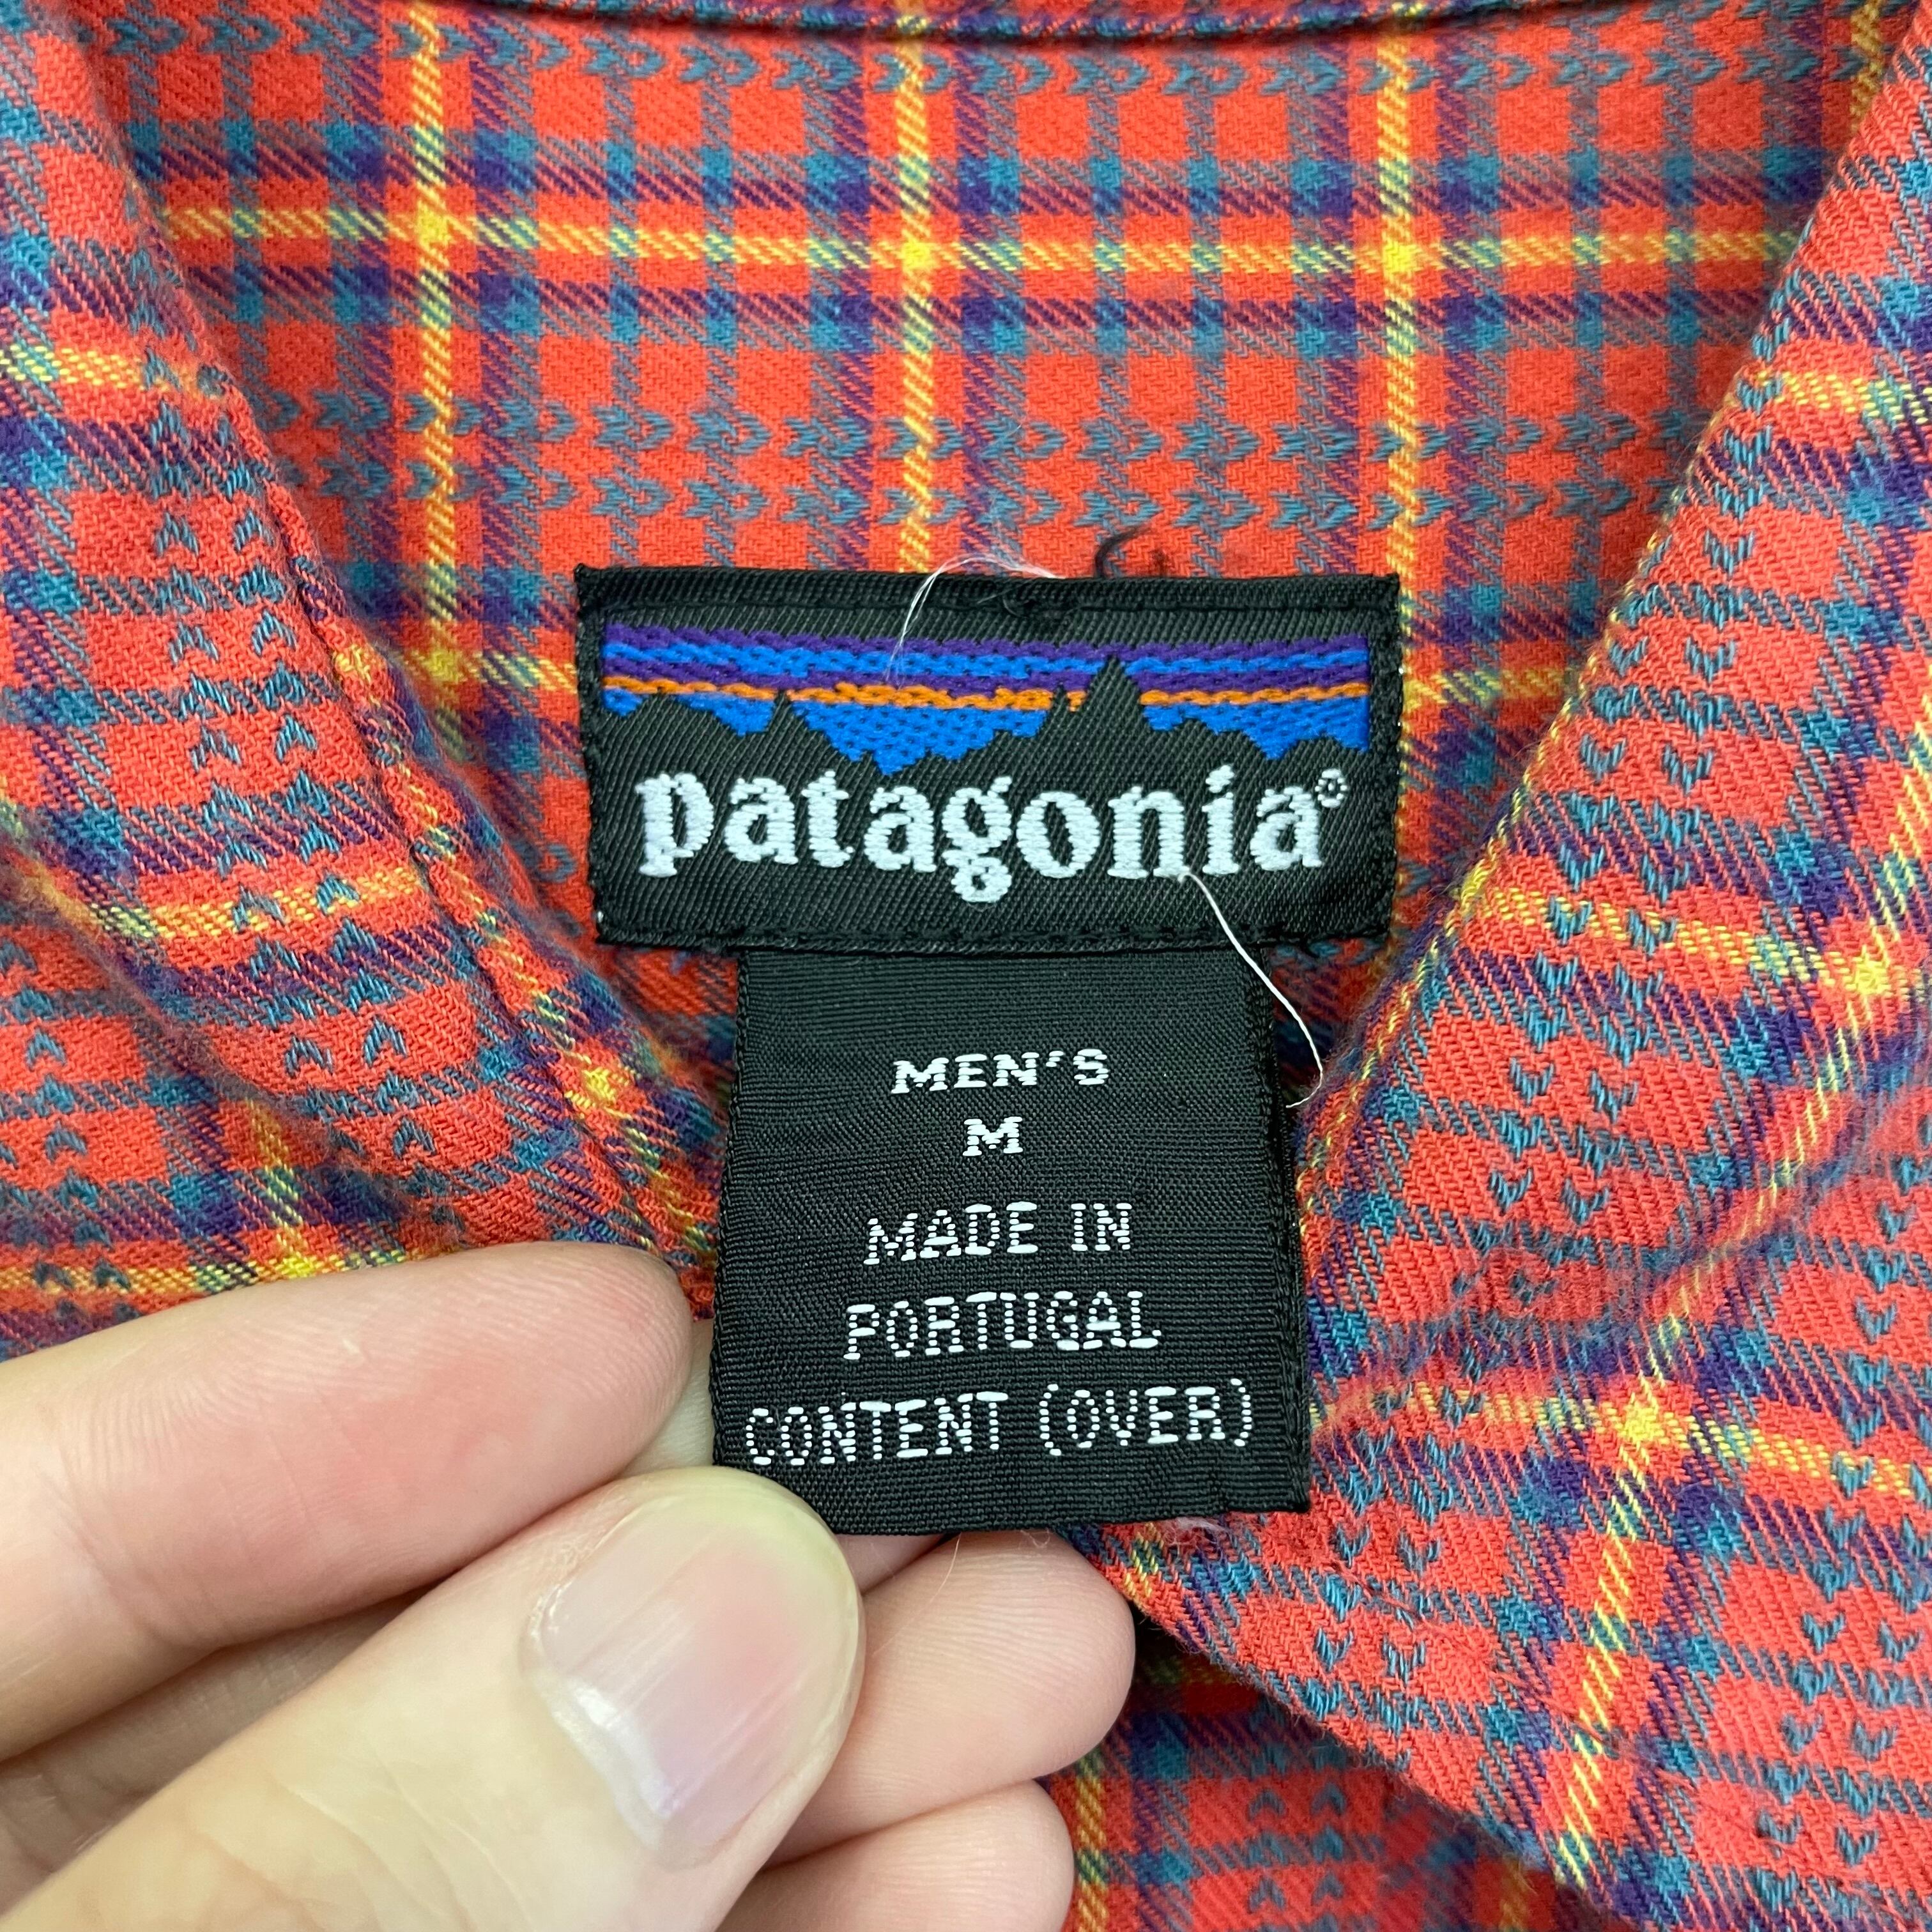 patagonia®
MEN'S
M
MADE IN
PORTUGAL
CONTENT (OVER)